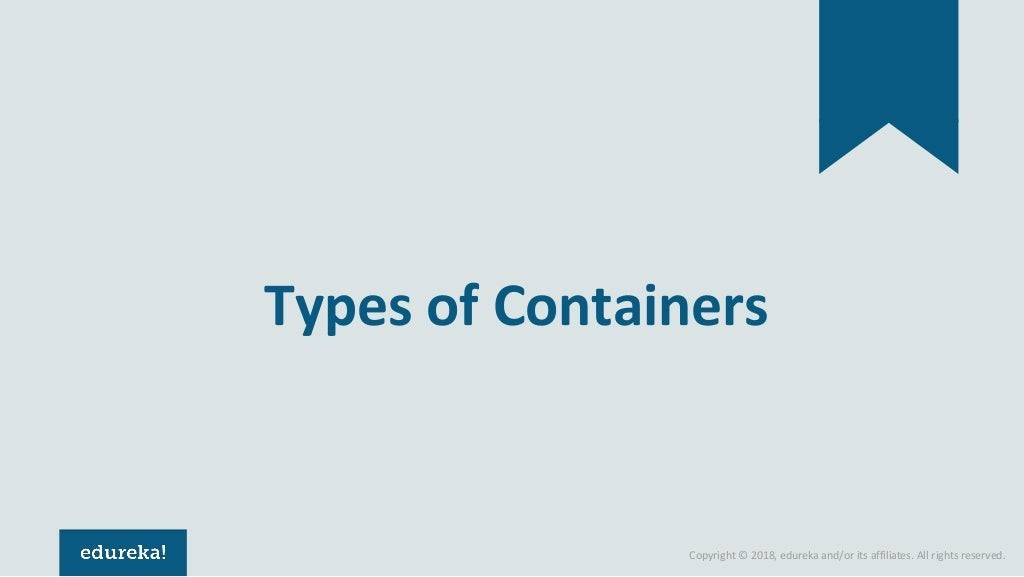 Types of Containers
edureka!
Copyright © 2018, edureka and/or its affiliates. All rights reserved.